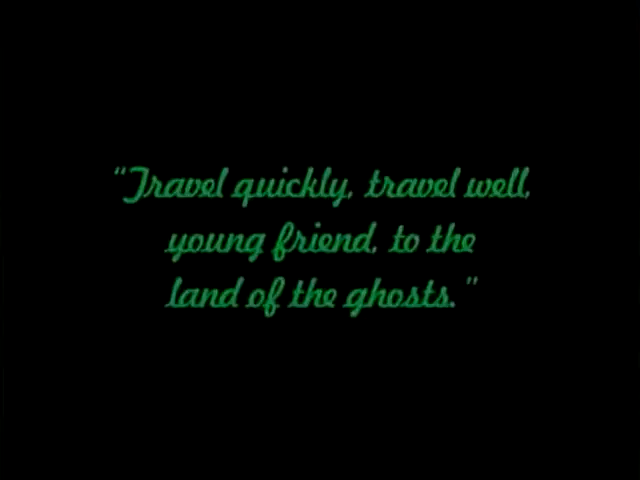 "Travel quickly, travel well,
young friend, to the
land of the ghosts."